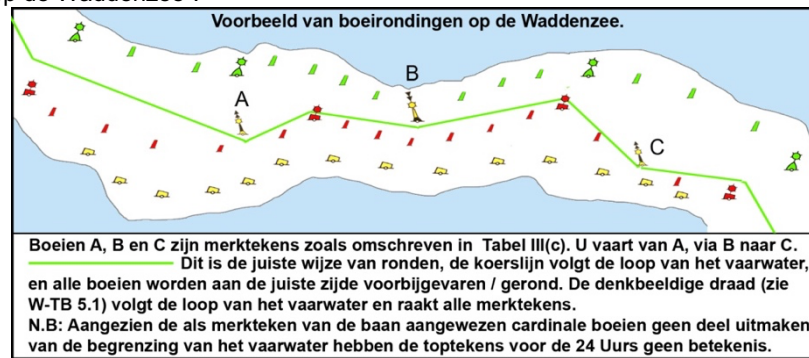 Voorbeeld van boeirondingen op de Waddenzee.
B
A
C
Boeien A, B en C zijn merktekens zoals omschreven in Tabel III(c). U vaart van A, via B naar C.
Dit is de juiste wijze van ronden, de koerslijn volgt de loop van het vaarwater,
en alle boeien worden aan de juiste zijde voorbijgevaren / gerond. De denkbeeldige draad (zie
W-TB 5.1) volgt de loop van het vaarwater en raakt alle merktekens.
N.B: Aangezien de als merkteken van de baan aangewezen cardinale boeien geen deel uitmaken
van de begrenzing van het vaarwater hebben de toptekens voor de 24 Uurs geen betekenis.